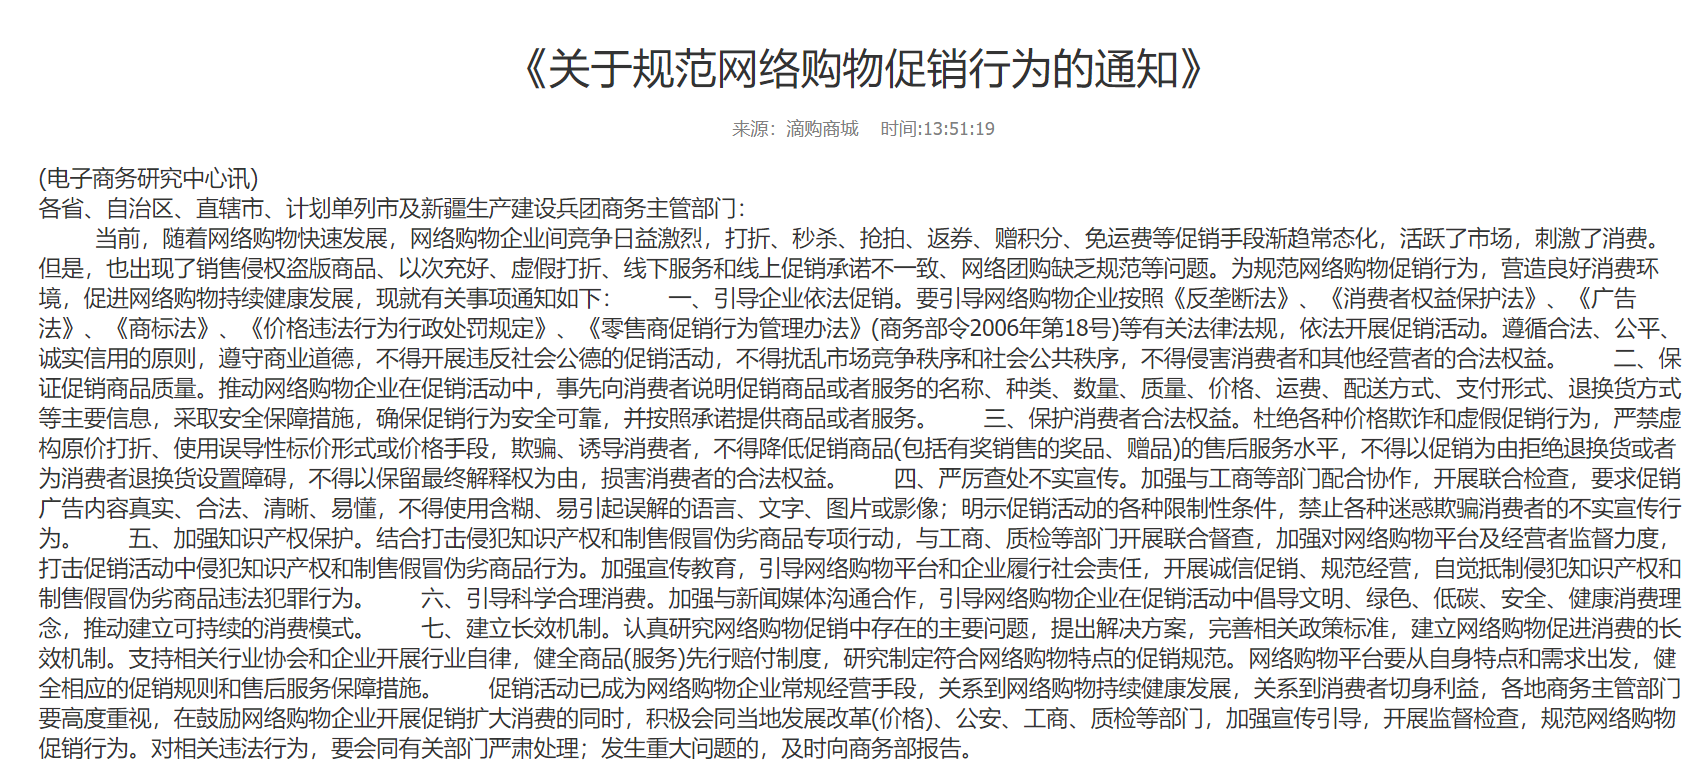 《关于规范网络购物促销行为的通知》
来源：滴购商城 时间:13:51:19
(电子商务研究中心讯)
各省、自治区、直辖市、计划单列市及新疆生产建设兵团商务主管部门：
当前，随着网络购物快速发展，网络购物企业间竞争日益激烈，打折、秒杀、抢拍、返券、赠积分、免运费等促销手段渐趋常态化，活跃了市场，刺激了消费。
但是，也出现了销售侵权盗版商品、以次充好、虚假打折、线下服务和线上促销承诺不一致、网络团购缺乏规范等问题。为规范网络购物促销行为，营造良好消费环
境，促进网络购物持续健康发展，现就有关事项通知如下： 一、引导企业依法促销。要引导网络购物企业按照《反垄断法》、《消费者权益保护法》、《广告
法》、《商标法》、《价格违法行为行政处罚规定》、《零售商促销行为管理办法》(商务部令2006年第18号)等有关法律法规，依法开展促销活动。遵循合法、公平、
诚实信用的原则，遵守商业道德，不得开展违反社会公德的促销活动，不得扰乱市场竞争秩序和社会公共秩序，不得侵害消费者和其他经营者的合法权益。 二、保
证促销商品质量。推动网络购物企业在促销活动中，事先向消费者说明促销商品或者服务的名称、种类、数量、质量、价格、运费、配送方式、支付形式、退换货方式
等主要信息，采取安全保障措施，确保促销行为安全可靠，并按照承诺提供商品或者服务。 三、保护消费者合法权益。杜绝各种价格欺诈和虚假促销行为，严禁虚
构原价打折、使用误导性标价形式或价格手段，欺骗、诱导消费者，不得降低促销商品(包括有奖销售的奖品、赠品)的售后服务水平，不得以促销为由拒绝退换货或者
为消费者退换货设置障碍，不得以保留最终解释权为由，损害消费者的合法权益。 四、严厉查处不实宣传。加强与工商等部门配合协作，开展联合检查，要求促销
广告内容真实、合法、清晰、易懂，不得使用含糊、易引起误解的语言、文字、图片或影像；明示促销活动的各种限制性条件，禁止各种迷惑欺骗消费者的不实宣传行
为。 五、加强知识产权保护。结合打击侵犯知识产权和制售假冒伪劣商品专项行动，与工商、质检等部门开展联合督查，加强对网络购物平台及经营者监督力度，
打击促销活动中侵犯知识产权和制售假冒伪劣商品行为。加强宣传教育，引导网络购物平台和企业履行社会责任，开展诚信促销、规范经营，自觉抵制侵犯知识产权和
制售假冒伪劣商品违法犯罪行为。 六、引导科学合理消费。加强与新闻媒体沟通合作，引导网络购物企业在促销活动中倡导文明、绿色、低碳、安全、健康消费理
念，推动建立可持续的消费模式。 七、建立长效机制。认真研究网络购物促销中存在的主要问题，提出解决方案，完善相关政策标准，建立网络购物促进消费的长
效机制。支持相关行业协会和企业开展行业自律，健全商品(服务)先行赔付制度，研究制定符合网络购物特点的促销规范。网络购物平台要从自身特点和需求出发，健
全相应的促销规则和售后服务保障措施。 促销活动已成为网络购物企业常规经营手段，关系到网络购物持续健康发展，关系到消费者切身利益，各地商务主管部门
要高度重视，在鼓励网络购物企业开展促销扩大消费的同时，积极会同当地发展改革(价格)、公安、工商、质检等部门，加强宣传引导，开展监督检查，规范网络购物
促销行为。对相关违法行为，要会同有关部门严肃处理；发生重大问题的，及时向商务部报告。